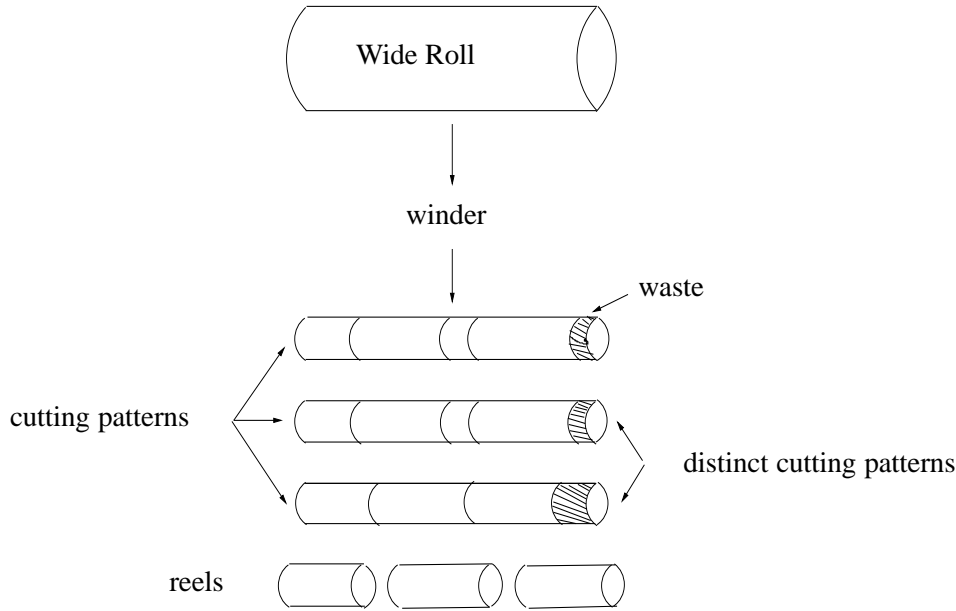 Wide Roll
winder
waste
cutting patterns
distinct cutting patterns
reels